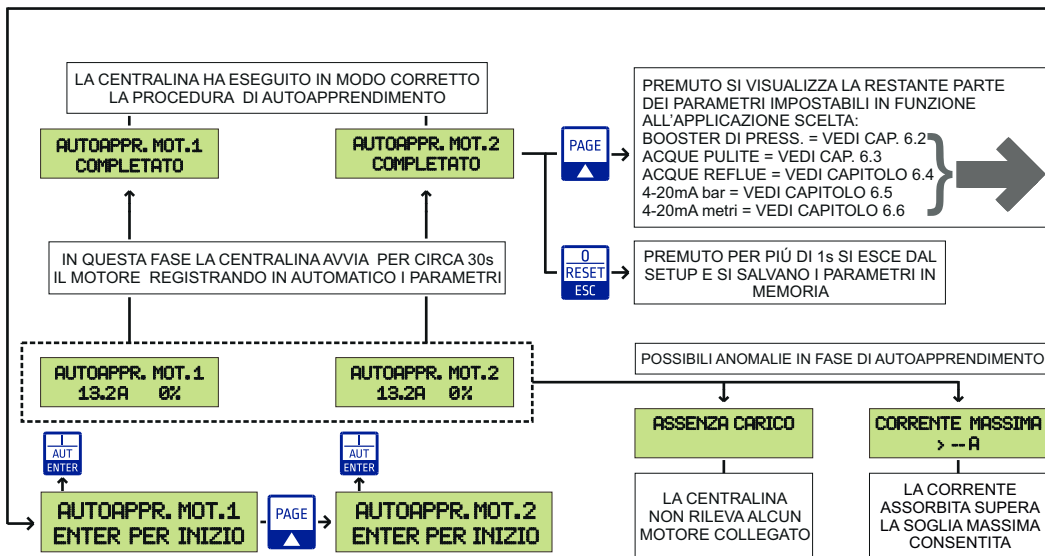 LA CENTRALINA HA ESEGUITO IN MODO CORRETTO
LA PROCEDURA DI AUTOAPPRENDIMENTO
AUTOAPPR. MOT.1
COMPLETATO
AUTOAPPR. MOT.2
COMPLETATO
PAGE
PREMUTO SI VISUALIZZA LA RESTANTE PARTE
DEI PARAMETRI IMPOSTABILI IN FUNZIONE
ALL'APPLICAZIONE SCELTA:
BOOSTER DI PRESS. = VEDI CAP. 6.2
ACQUE PULITE = VEDI CAP. 6.3
ACQUE REFLUE = VEDI CAPITOLO 6.4
4-20mA bar = VEDI CAPITOLO 6.5
4-20mA metri = VEDI CAPITOLO 6.6
IN QUESTA FASE LA CENTRALINA AVVIA PER CIRCA 30s
IL MOTORE REGISTRANDO IN AUTOMATICO I PARAMETRI
0
RESET
ESC
PREMUTO PER PIÚ DI 1s SI ESCE DAL
SETUP E SI SALVANO I PARAMETRI IN
MEMORIA
AUTOAPPR. MOT.1
13.2A 0%
AUTOAPPR. MOT.2
13.2A 0%
POSSIBILI ANOMALIE IN FASE DI AUTOAPPRENDIMENTO
ASSENZA CARICO
CORRENTE MASSIMA
> --A
LA CENTRALINA
NON RILEVA ALCUN
MOTORE COLLEGATO
LA CORRENTE
ASSORBITA SUPERA
LA SOGLIA MASSIMA
CONSENTITA
I
AUT
ENTER
I
AUT
ENTER
AUTOAPPR. MOT.1
ENTER PER INIZIO
PAGE
AUTOAPPR. MOT.2
ENTER PER INIZIO